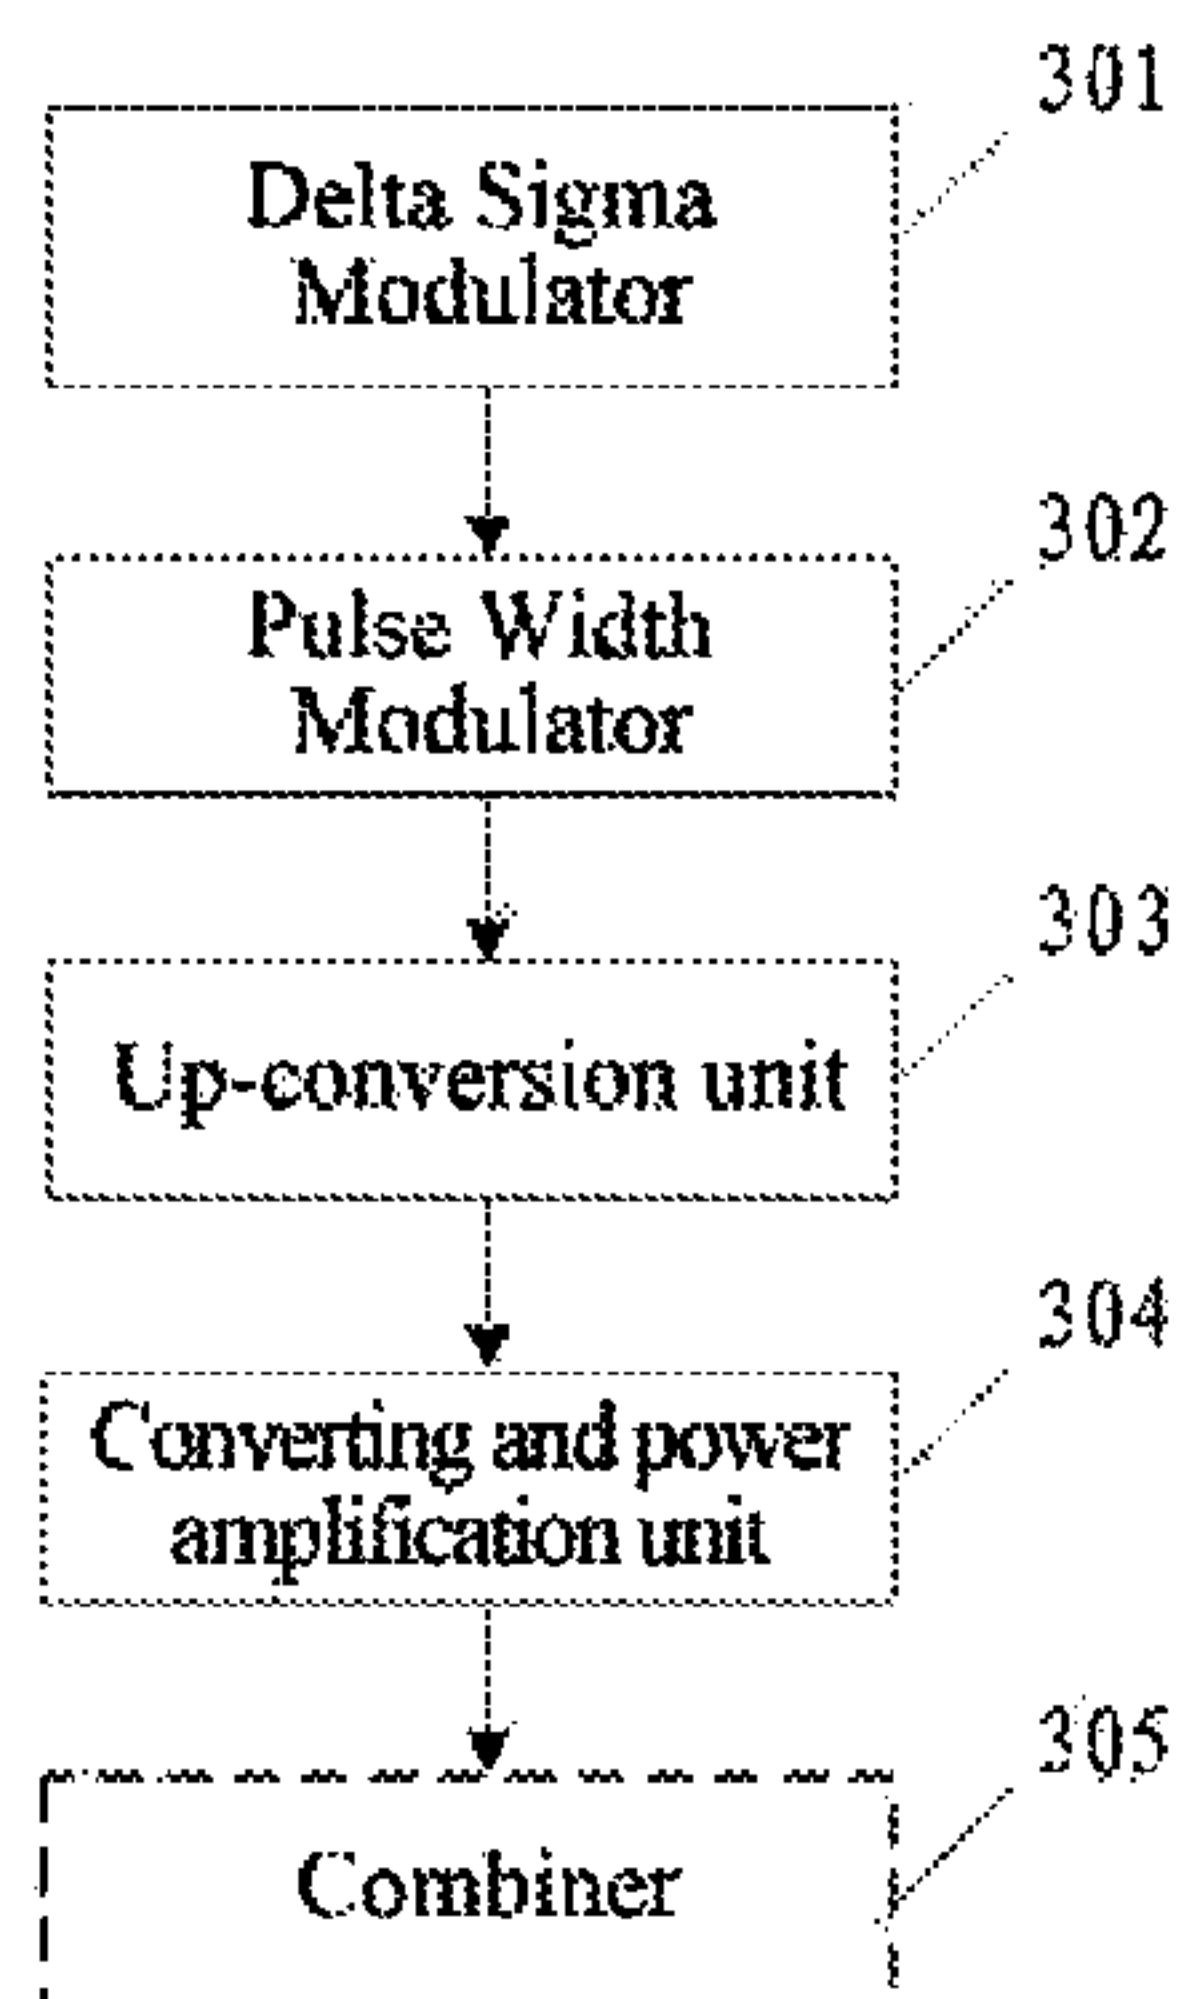 301
Delta Sigma
Modulator
302
Pulse Width
Modulator
303
Up-conversion unit
304
Converting and power
amplification unit
305
Combiner